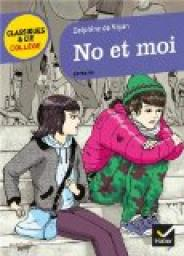 CLASSIQUES & CIE
COLLÈGE
Delphine de Vigan
No et moi
Hatier